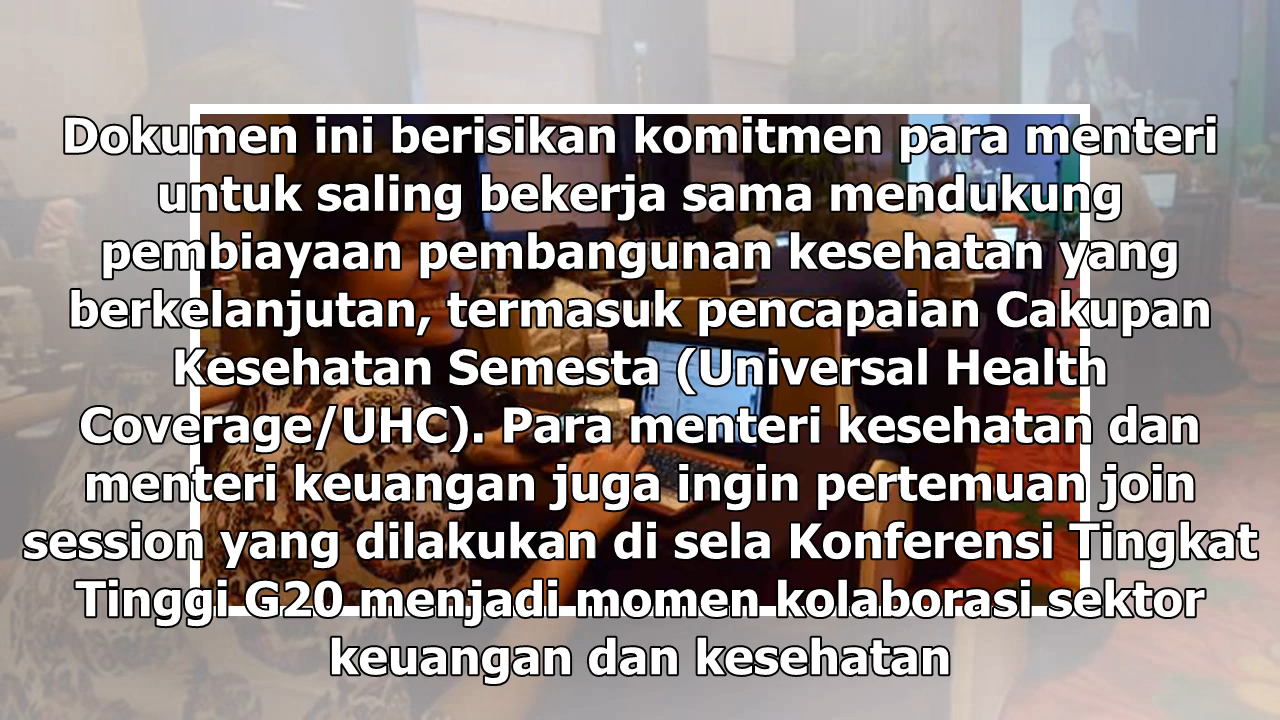 Dokumen ini berisikan komitmen para menteri
untuk saling bekerja sama mendukung
pembiayaan pembangunan kesehatan yang
berkelanjutan, termasuk pencapaian Cakupan
Kesehatan Semesta (Universal Health
Coverage/UHC). Para menteri kesehatan dan
menteri keuangan juga ingin pertemuan join
session yang dilakukan di sela Konferensi Tingkat
Tinggi G20 menjadi momen kolaborasi sektor
keuangan dan kesehatan